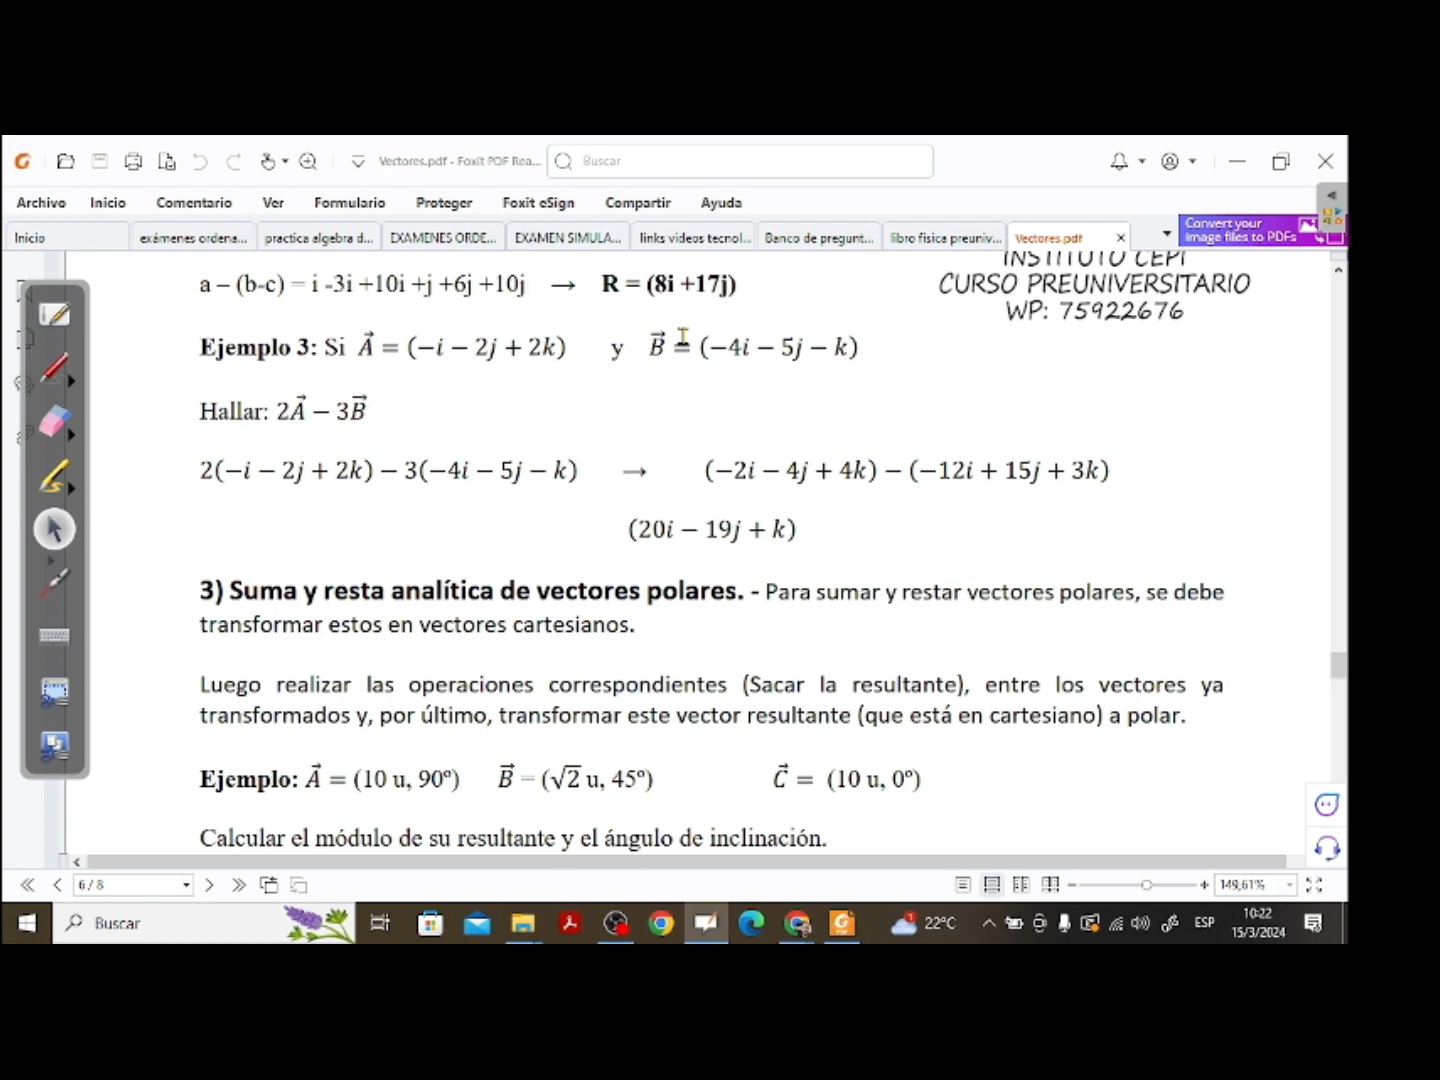 Vectores.pdf - Foxit PDF Rea...
Buscar
Archivo Inicio Comentario Ver Formulario Proteger Foxit eSign Compartir Ayuda
Inicio exámenes ordena... practica algebra d... EXAMENES ORDE... EXAMEN SIMULA... links videos tecnol... Banco de pregunt... libro fisica preuniv... Vectores.pdf
Convert your
image files to PDFs
INSTITUTO CEPI
CURSO PREUNIVERSITARIO
WP: 75922676
a – (b-c) = i -3i +10i +j +6j +10j → R = (8i +17j)
Ejemplo 3: Si A⃗ = (−i − 2j + 2k) y B⃗ = (−4i − 5j − k)
Hallar: 2A⃗ − 3B⃗
2(−i − 2j + 2k) − 3(−4i − 5j − k) → (−2i − 4j + 4k) − (−12i + 15j + 3k)
(20i − 19j + k)
3) Suma y resta analítica de vectores polares. - Para sumar y restar vectores polares, se debe
transformar estos en vectores cartesianos.
Luego realizar las operaciones correspondientes (Sacar la resultante), entre los vectores ya
transformados y, por último, transformar este vector resultante (que está en cartesiano) a polar.
Ejemplo: A⃗ = (10 u, 90º) B⃗ = (√2 u, 45º) C⃗ = (10 u, 0º)
Calcular el módulo de su resultante y el ángulo de inclinación.
6 / 8
149,61%
Buscar
22°C
ESP
10:22
15/3/2024